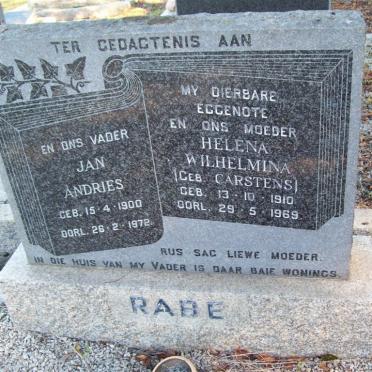 TER GEDAGTENIS AAN
MY DIERBARE
EGGENOTE
EN ONS MOEDER
HELENA
WILHELMINA
(GEB. CARSTENS)
GEB. 13·10·1910
OORL. 29·5·1969
EN ONS VADER
JAN
ANDRIES
GEB. 15·4·1900
OORL. 26·2·1972
RUS SAG LIEWE MOEDER.
IN DIE HUIS VAN MY VADER IS DAAR BAIE WONINGS.
RABE